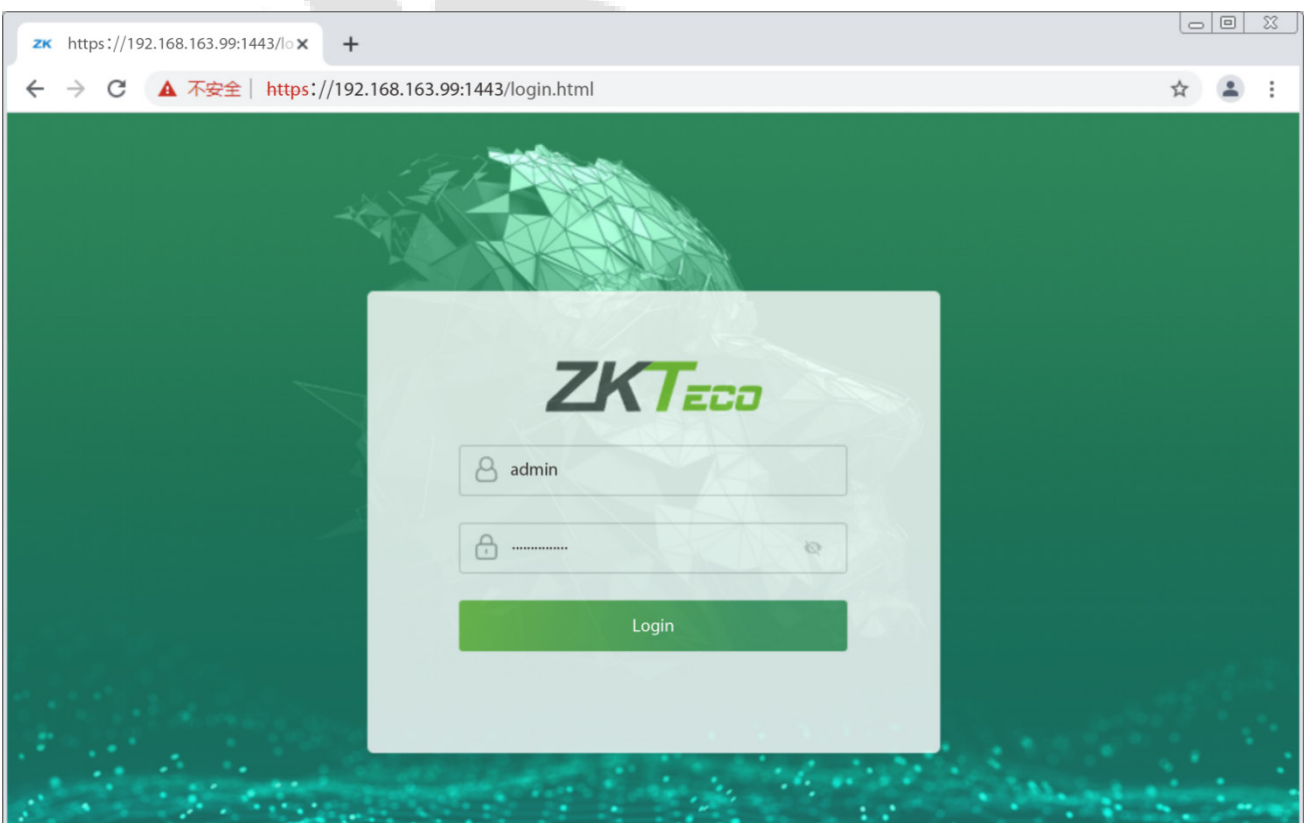 ZK https://192.168.163.99:1443/lo
不安全 https://192.168.163.99:1443/login.html
ZKTECO
admin
Login